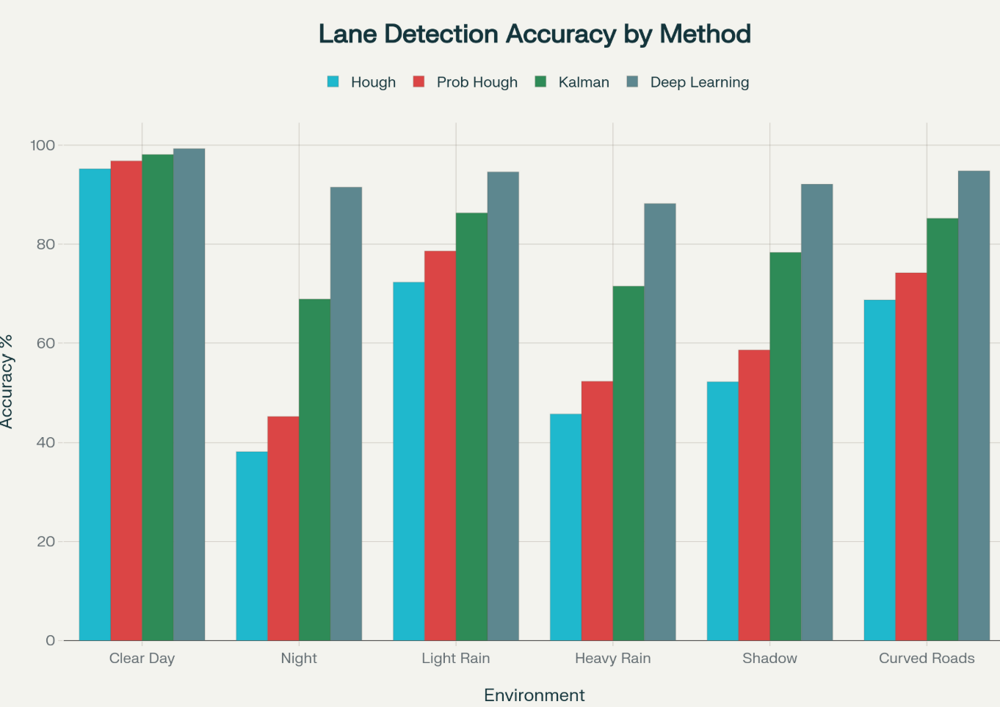 Lane Detection Accuracy by Method
Hough Prob Hough Kalman Deep Learning
100
80
60
40
20
0
Accuracy %
Clear Day Night Light Rain Heavy Rain Shadow Curved Roads
Environment